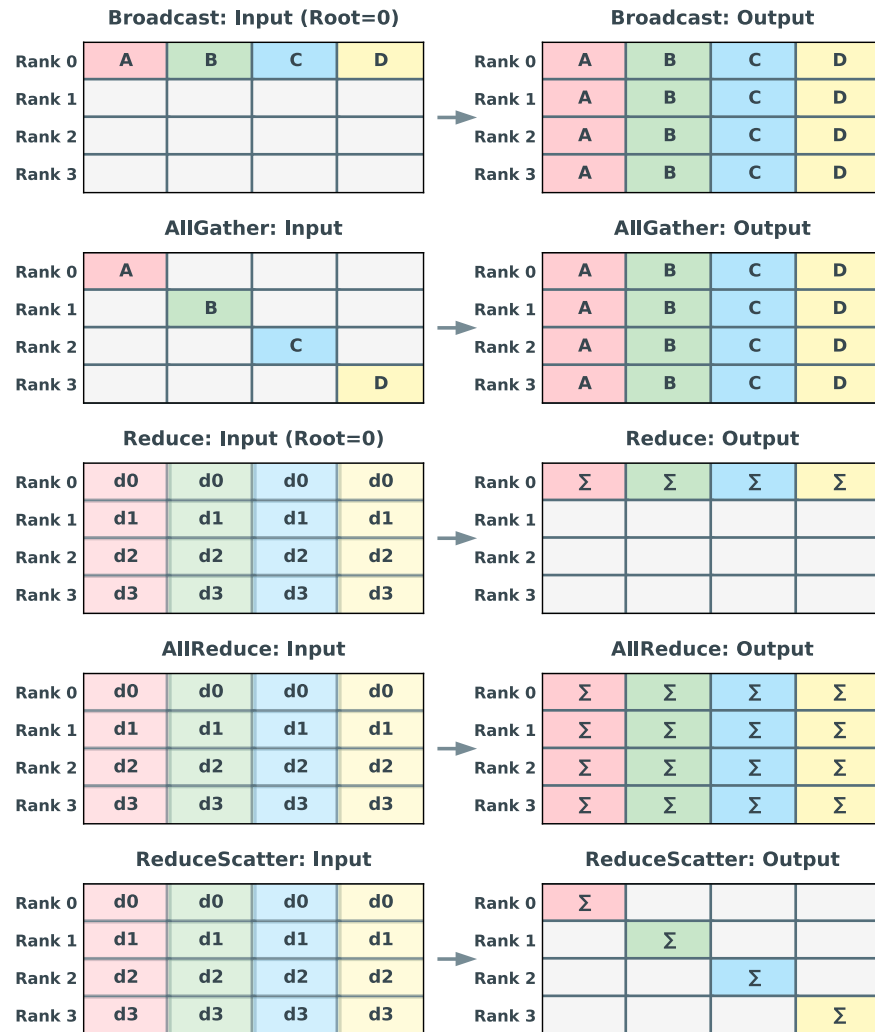 Broadcast: Input (Root=0) Broadcast: Output
Rank 0 A B C D Rank 0 A B C D
Rank 1 Rank 1 A B C D
Rank 2 Rank 2 A B C D
Rank 3 Rank 3 A B C D
AllGather: Input AllGather: Output
Rank 0 A Rank 0 A B C D
Rank 1 B Rank 1 A B C D
Rank 2 C Rank 2 A B C D
Rank 3 D Rank 3 A B C D
Reduce: Input (Root=0) Reduce: Output
Rank 0 d0 d0 d0 d0 Rank 0 Σ Σ Σ Σ
Rank 1 d1 d1 d1 d1 Rank 1
Rank 2 d2 d2 d2 d2 Rank 2
Rank 3 d3 d3 d3 d3 Rank 3
AllReduce: Input AllReduce: Output
Rank 0 d0 d0 d0 d0 Rank 0 Σ Σ Σ Σ
Rank 1 d1 d1 d1 d1 Rank 1 Σ Σ Σ Σ
Rank 2 d2 d2 d2 d2 Rank 2 Σ Σ Σ Σ
Rank 3 d3 d3 d3 d3 Rank 3 Σ Σ Σ Σ
ReduceScatter: Input ReduceScatter: Output
Rank 0 d0 d0 d0 d0 Rank 0 Σ
Rank 1 d1 d1 d1 d1 Rank 1 Σ
Rank 2 d2 d2 d2 d2 Rank 2 Σ
Rank 3 d3 d3 d3 d3 Rank 3 Σ